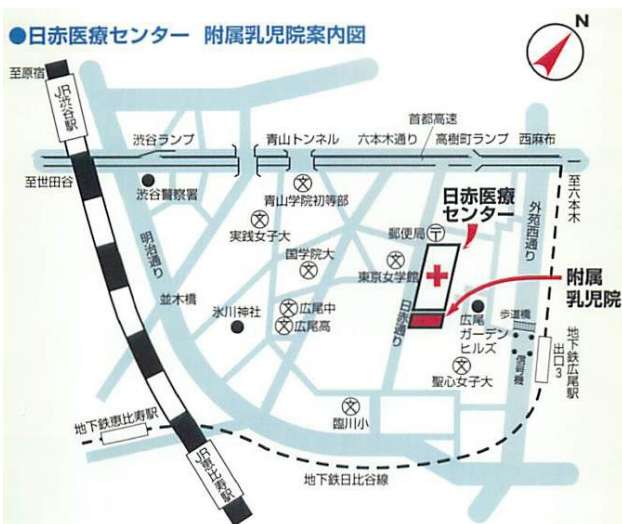 ●日赤医療センター 附属乳児院案内図
N
至原宿
JR渋谷駅
渋谷ランプ
青山トンネル
六本木通り
首都高速
高樹町ランプ
西麻布
至世田谷
渋谷警察署
青山学院初等部
至六本木
日赤医療
センター
外苑西通り
明治通り
実践女子大
郵便局
国学院大
東京女学館
附属
乳児院
並木橋
氷川神社
広尾中
広尾高
日赤通り
広尾
ガーデン
ヒルズ
歩道橋
信号機
出口3
地下鉄広尾駅
聖心女子大
臨川小
地下鉄恵比寿駅
JR恵比寿駅
地下鉄日比谷線